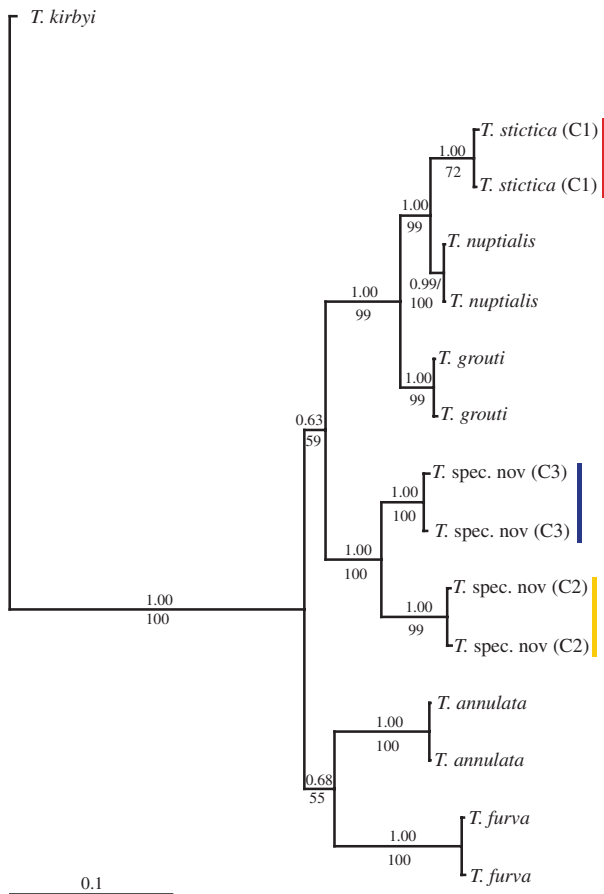 T. kirbyi
T. stictica (C1)
1.00
72
T. stictica (C1)
1.00
99
T. nuptialis
0.99/
100
T. nuptialis
1.00
99
T. grouti
1.00
99
T. grouti
0.63
59
T. spec. nov (C3)
1.00
100
T. spec. nov (C3)
1.00
100
T. spec. nov (C2)
1.00
99
T. spec. nov (C2)
1.00
100
T. annulata
1.00
100
T. annulata
0.68
55
T. furva
1.00
100
T. furva
0.1